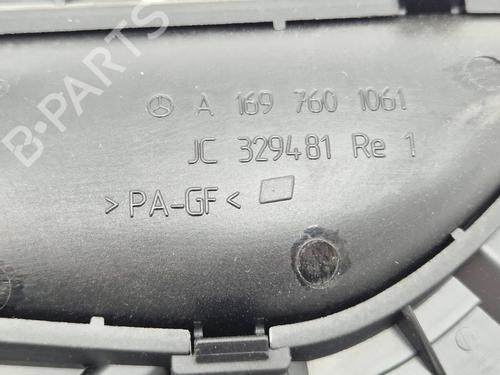 A 169 760 1061
JC 329481 Re 1
>PA-GF<
B-PARTS